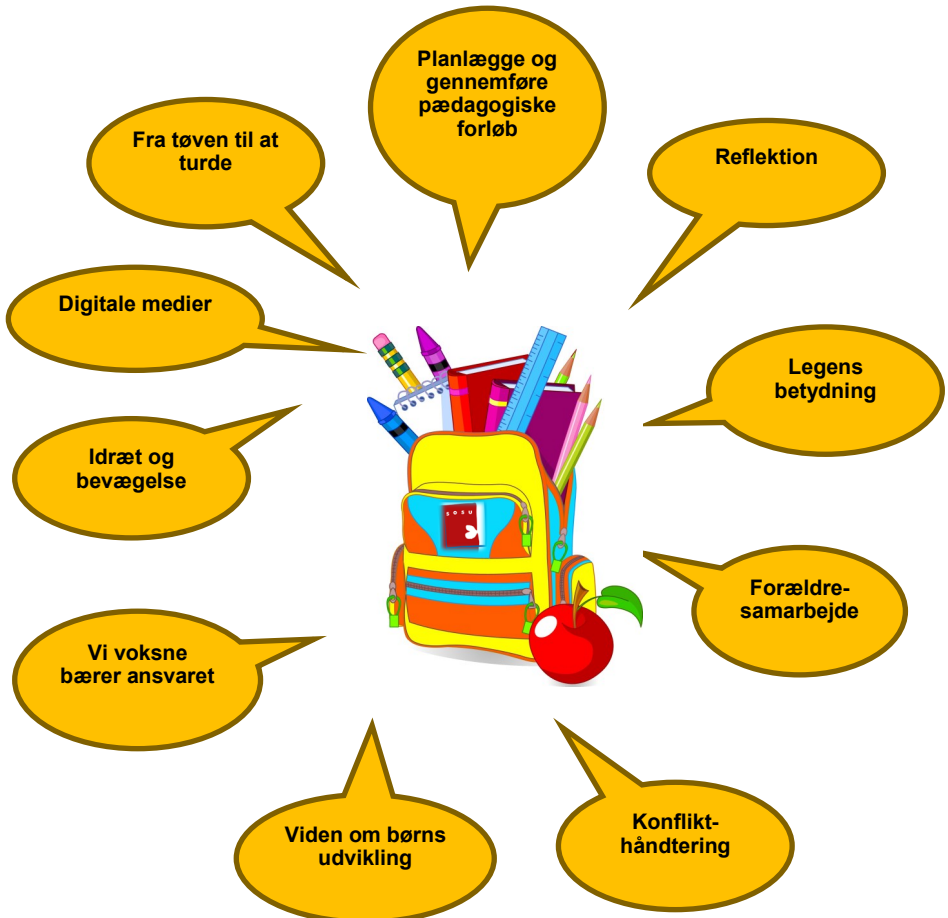 Planlægge og
gennemføre
pædagogiske
forløb
Fra tøven til at
turde
Reflektion
Digitale medier
Legens
betydning
Idræt og
bevægelse
SOSU
Forældre-
samarbejde
Vi voksne
bærer ansvaret
Viden om børns
udvikling
Konflikt-
håndtering